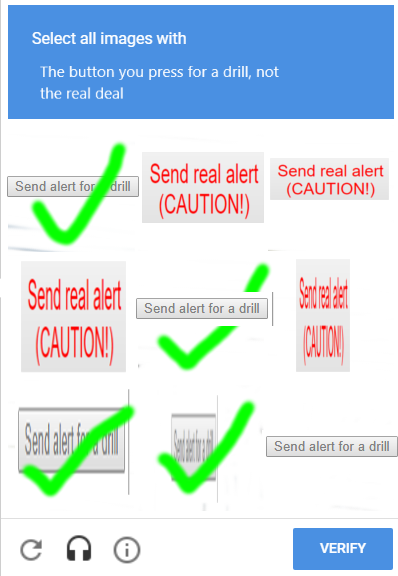 Select all images with
The button you press for a drill, not
the real deal
Send alert for a drill
Send real alert
(CAUTION!)
Send real alert
(CAUTION!)
Send real alert
(CAUTION!)
Send alert for a drill
Send real alert
(CAUTION!)
Send alert for a drill
Send alert for a drill
Send alert for a drill
VERIFY